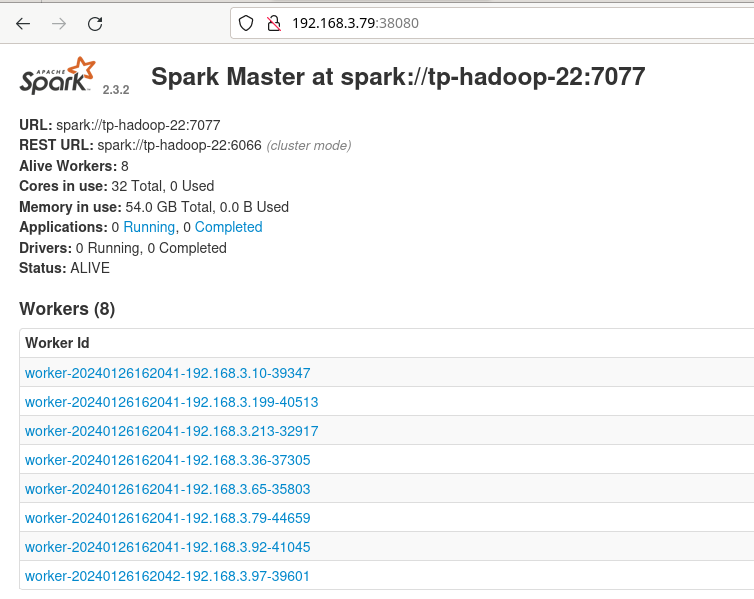 192.168.3.79:38080
APACHE Spark 2.3.2 Spark Master at spark://tp-hadoop-22:7077
URL: spark://tp-hadoop-22:7077
REST URL: spark://tp-hadoop-22:6066 (cluster mode)
Alive Workers: 8
Cores in use: 32 Total, 0 Used
Memory in use: 54.0 GB Total, 0.0 B Used
Applications: 0 Running, 0 Completed
Drivers: 0 Running, 0 Completed
Status: ALIVE
Workers (8)
Worker Id
worker-20240126162041-192.168.3.10-39347
worker-20240126162041-192.168.3.199-40513
worker-20240126162041-192.168.3.213-32917
worker-20240126162041-192.168.3.36-37305
worker-20240126162041-192.168.3.65-35803
worker-20240126162041-192.168.3.79-44659
worker-20240126162041-192.168.3.92-41045
worker-20240126162042-192.168.3.97-39601